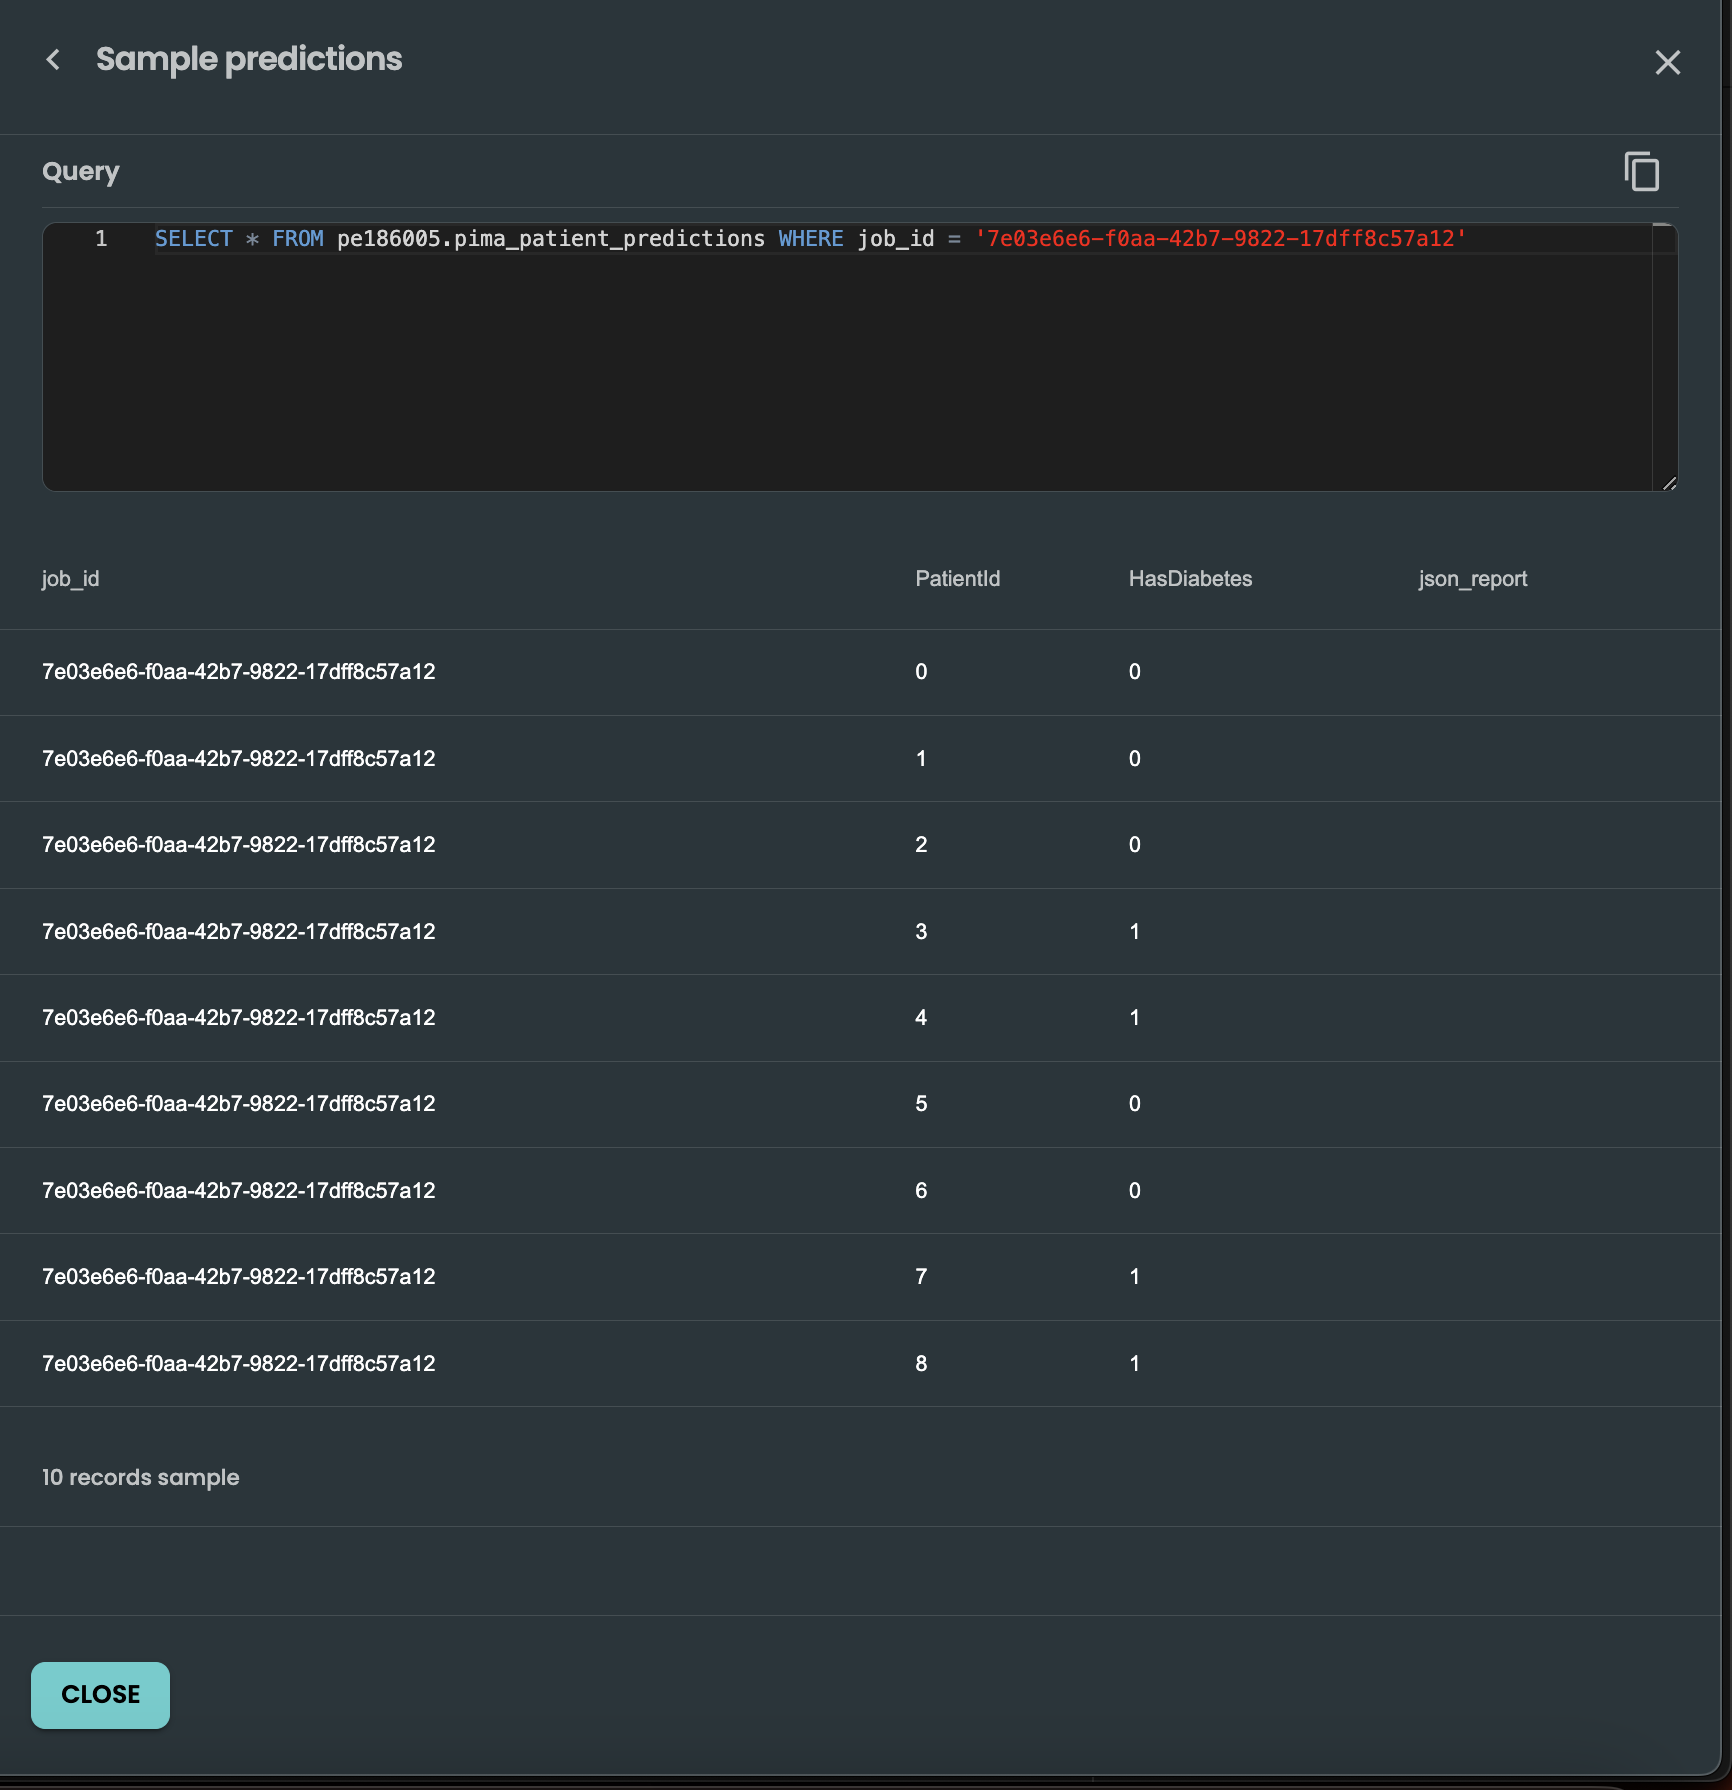 Sample predictions
Query
1 SELECT * FROM pe186005.pima_patient_predictions WHERE job_id = '7e03e6e6-f0aa-42b7-9822-17dff8c57a12'
job_id PatientId HasDiabetes json_report
7e03e6e6-f0aa-42b7-9822-17dff8c57a12 0 0
7e03e6e6-f0aa-42b7-9822-17dff8c57a12 1 0
7e03e6e6-f0aa-42b7-9822-17dff8c57a12 2 0
7e03e6e6-f0aa-42b7-9822-17dff8c57a12 3 1
7e03e6e6-f0aa-42b7-9822-17dff8c57a12 4 1
7e03e6e6-f0aa-42b7-9822-17dff8c57a12 5 0
7e03e6e6-f0aa-42b7-9822-17dff8c57a12 6 0
7e03e6e6-f0aa-42b7-9822-17dff8c57a12 7 1
7e03e6e6-f0aa-42b7-9822-17dff8c57a12 8 1
10 records sample
CLOSE